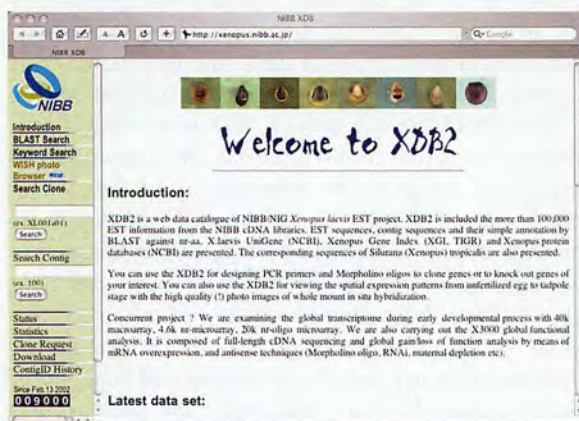 NIBB XDB
A A
http://xenopus.nibb.ac.jp/
Google
NIBB XDB
NIBB
Introduction
BLAST Search
Keyword Search
WISH photo
Browser New
Search Clone
(ex. XL001a01)
Search
Search Contig
(ex. 100)
Search
Status
Statistics
Clone Request
Download
ContigID History
Since Feb.13 2002
009000
Welcome to XDB2
Introduction:
XDB2 is a web data catalogue of NIBB/NIG Xenopus laevis EST project. XDB2 is included the more than 100,000
EST information from the NIBB cDNA libraries. EST sequences, contig sequences and their simple annotation by
BLAST against nr-aa, X.laevis UniGene (NCBI), Xenopus Gene Index (XGI, TIGR) and Xenopus protein
databases (NCBI) are presented. The corresponding sequences of Silurana (Xenopus) tropicalis are also presented.
You can use the XDB2 for designing PCR primers and Morpholino oligos to clone genes or to knock out genes of
your interest. You can also use the XDB2 for viewing the spatial expression patterns from unfertilized egg to tadpole
stage with the high quality (?) photo images of whole mount in situ hybridization.
Concurrent project ? We are examining the global transcriptome during early developmental process with 40k
macroarray, 4.6k nr-microarray, 20k nr-oligo microarray. We are also carrying out the X3000 global functional
analysis. It is composed of full-length cDNA sequencing and global gain/loss of function analysis by means of
mRNA overexpression, and antisense techniques (Morpholino oligo, RNAi, maternal depletion etc).
Latest data set: